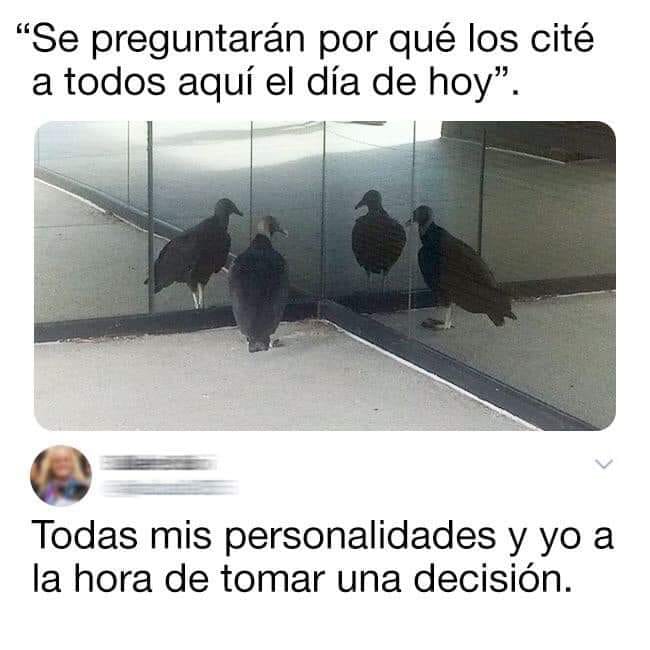 “Se preguntarán por qué los cité
a todos aquí el día de hoy”.
Todas mis personalidades y yo a
la hora de tomar una decisión.